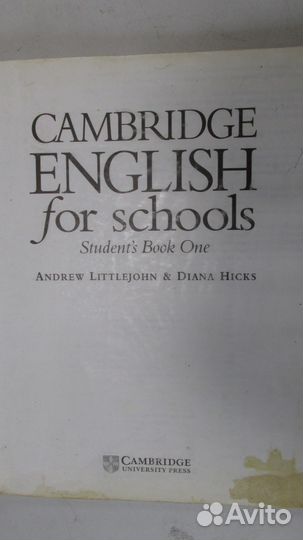 CAMBRIDGE
ENGLISH
for schools
Student's Book One
ANDREW LITTLEJOHN & DIANA HICKS
CAMBRIDGE
UNIVERSITY PRESS
Avito